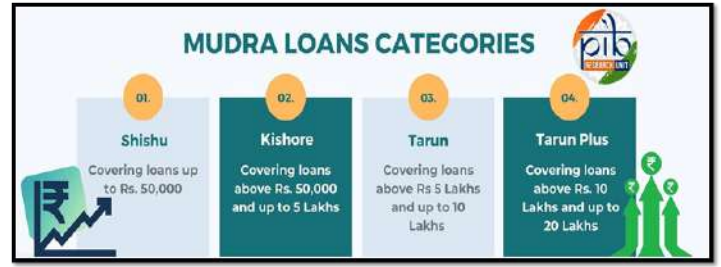 MUDRA LOANS CATEGORIES
pib
RESEARCH UNIT
01.
Shishu
Covering loans up
to Rs. 50,000
02.
Kishore
Covering loans
above Rs. 50,000
and up to 5 Lakhs
03.
Tarun
Covering loans
above Rs 5 Lakhs
and up to 10
Lakhs
04.
Tarun Plus
Covering loans
above Rs. 10
Lakhs and up to
20 Lakhs
₹
₹
₹
₹